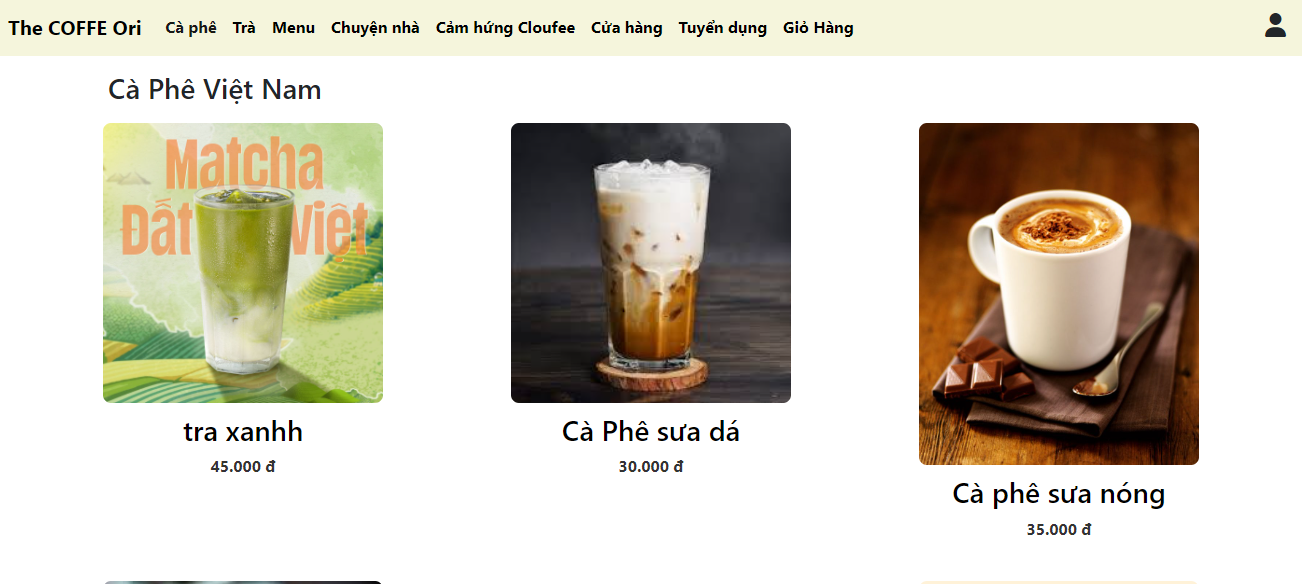 The COFFE Ori Cà phê Trà Menu Chuyện nhà Cảm hứng Cloufee Cửa hàng Tuyển dụng Giỏ Hàng
Cà Phê Việt Nam
Matcha
Đất Việt
tra xanhh
45.000 đ
Cà Phê sưa dá
30.000 đ
Cà phê sưa nóng
35.000 đ